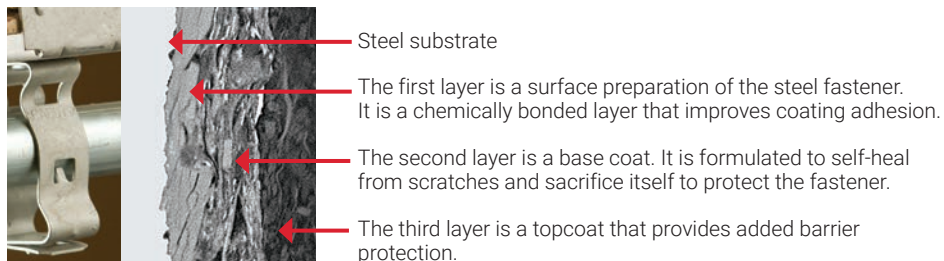 Steel substrate
The first layer is a surface preparation of the steel fastener.
It is a chemically bonded layer that improves coating adhesion.
The second layer is a base coat. It is formulated to self-heal
from scratches and sacrifice itself to protect the fastener.
The third layer is a topcoat that provides added barrier
protection.